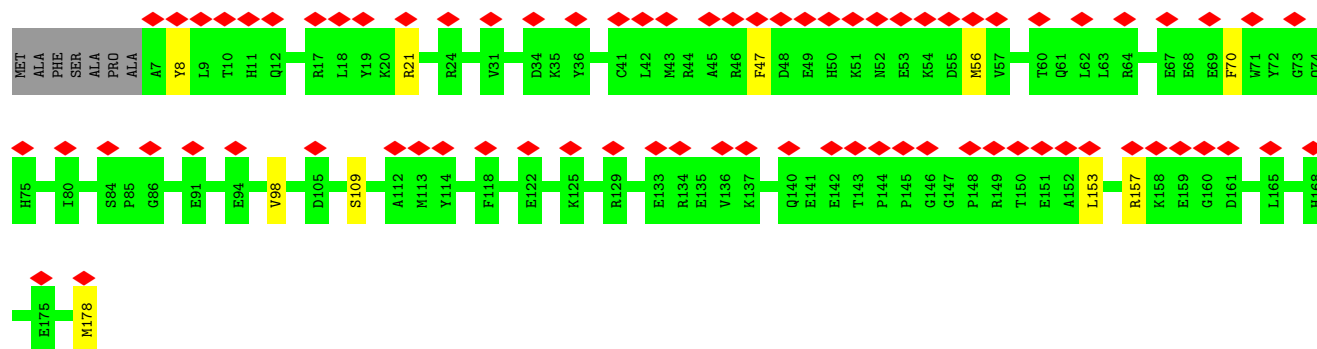 MET ALA PHE SER ALA PRO ALA A7 Y8 L9 T10 H11 Q12 R17 L18 Y19 K20 R21 R24 V31 D34 K35 Y36 C41 L42 M43 R44 A45 R46 F47 D48 E49 H50 K51 N52 E53 K54 D55 M56 V57 T60 Q61 L62 L63 R64 E67 E68 E69 F70 W71 Y72 G73
H75 I80 S84 P85 G86 E91 E94 V98 D105 S109 A112 M113 Y114 F118 E122 K125 R129 E133 R134 E135 V136 K137 Q140 E141 E142 T143 P144 P145 G146 G147 P148 R149 T150 E151 A152 L153 R157 K158 E159 G160 D161 L165 H168
E175 M178